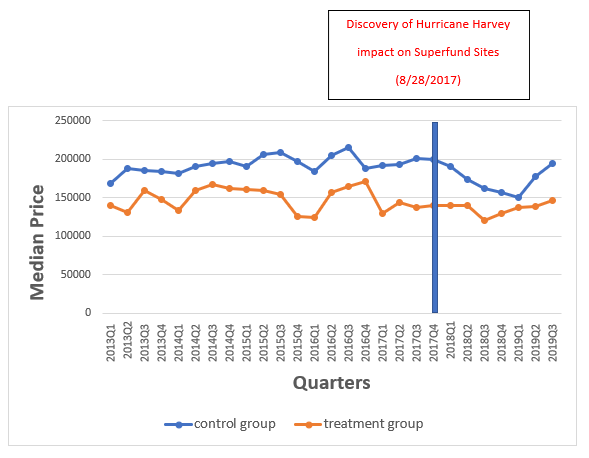 Discovery of Hurricane Harvey
impact on Superfund Sites
(8/28/2017)
250000
200000
150000
100000
50000
0
Median Price
2013Q1
2013Q2
2013Q3
2013Q4
2014Q1
2014Q2
2014Q3
2014Q4
2015Q1
2015Q2
2015Q3
2015Q4
2016Q1
2016Q2
2016Q3
2016Q4
2017Q1
2017Q2
2017Q3
2017Q4
2018Q1
2018Q2
2018Q3
2018Q4
2019Q1
2019Q2
2019Q3
Quarters
control group
treatment group